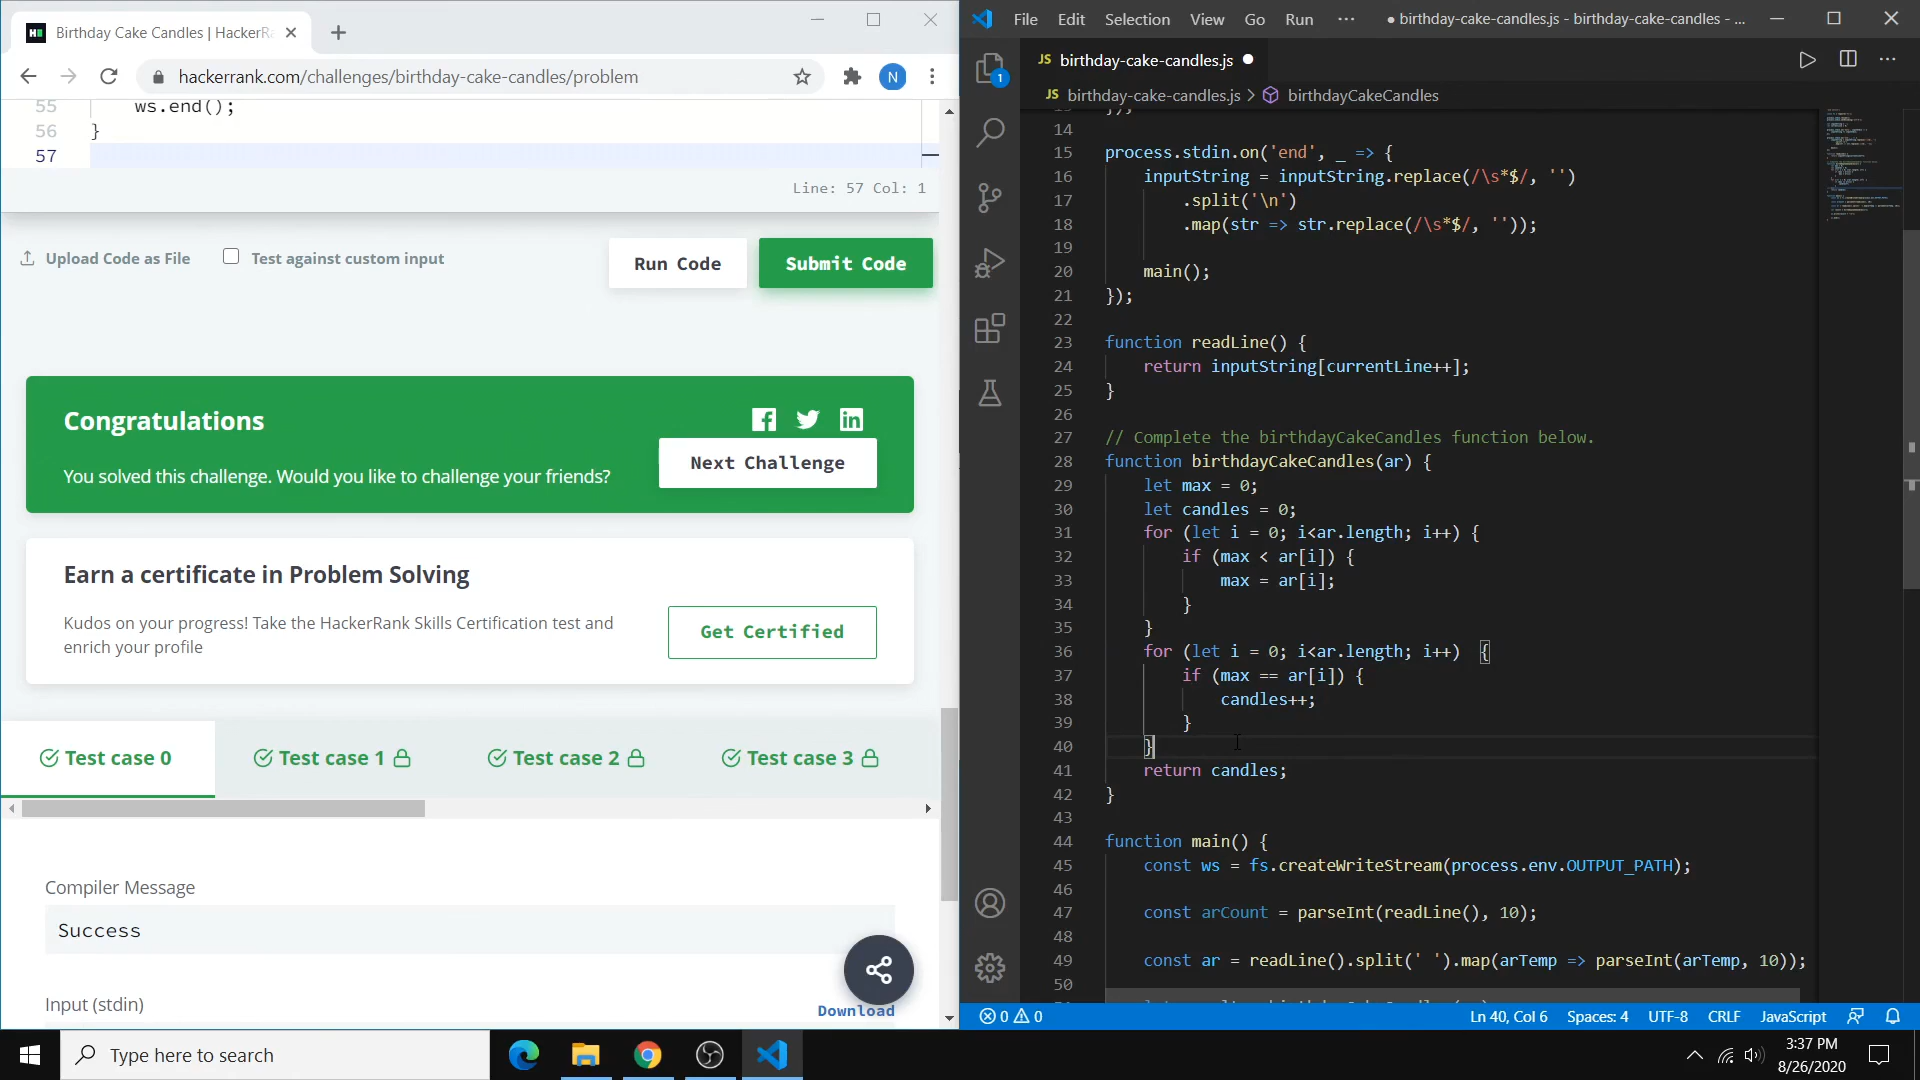 Birthday Cake Candles | HackerRa
hackerrank.com/challenges/birthday-cake-candles/problem
N
55 ws.end();
56 }
57
Line: 57 Col: 1
Upload Code as File
Test against custom input
Run Code
Submit Code
Congratulations
You solved this challenge. Would you like to challenge your friends?
Next Challenge
Earn a certificate in Problem Solving
Kudos on your progress! Take the HackerRank Skills Certification test and
enrich your profile
Get Certified
Test case 0
Test case 1
Test case 2
Test case 3
Compiler Message
Success
Input (stdin)
Download
File Edit Selection View Go Run ···
● birthday-cake-candles.js - birthday-cake-candles - ...
1
JS birthday-cake-candles.js ●
JS birthday-cake-candles.js > birthdayCakeCandles
14
15 process.stdin.on('end', _ => {
16 inputString = inputString.replace(/\s*$/, '')
17 .split('\n')
18 .map(str => str.replace(/\s*$/, ''));
19
20 main();
21 });
22
23 function readLine() {
24 return inputString[currentLine++];
25 }
26
27 // Complete the birthdayCakeCandles function below.
28 function birthdayCakeCandles(ar) {
29 let max = 0;
30 let candles = 0;
31 for (let i = 0; i<ar.length; i++) {
32 if (max < ar[i]) {
33 max = ar[i];
34 }
35 }
36 for (let i = 0; i<ar.length; i++)  {
37 if (max == ar[i]) {
38 candles++;
39 }
40 }
41 return candles;
42 }
43
44 function main() {
45 const ws = fs.createWriteStream(process.env.OUTPUT_PATH);
46
47 const arCount = parseInt(readLine(), 10);
48
49 const ar = readLine().split(' ').map(arTemp => parseInt(arTemp, 10));
50
0 0
Ln 40, Col 6
Spaces: 4
UTF-8
CRLF
JavaScript
Type here to search
3:37 PM
8/26/2020